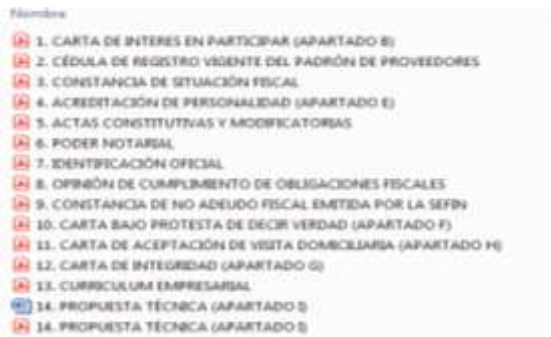 Nombre
1. CARTA DE INTERES EN PARTICIPAR (APARTADO B)
2. CÉDULA DE REGISTRO VIGENTE DEL PADRÓN DE PROVEEDORES
3. CONSTANCIA DE SITUACIÓN FISCAL
4. ACREDITACIÓN DE PERSONALIDAD (APARTADO E)
5. ACTAS CONSTITUTIVAS Y MODIFICATORIAS
6. PODER NOTARIAL
7. IDENTIFICACIÓN OFICIAL
8. OPINIÓN DE CUMPLIMIENTO DE OBLIGACIONES FISCALES
9. CONSTANCIA DE NO ADEUDO FISCAL EMITIDA POR LA SEFIN
10. CARTA BAJO PROTESTA DE DECIR VERDAD (APARTADO F)
11. CARTA DE ACEPTACIÓN DE VISITA DOMICILIARIA (APARTADO H)
12. CARTA DE INTEGRIDAD (APARTADO G)
13. CURRICULUM EMPRESARIAL
14. PROPUESTA TÉCNICA (APARTADO I)
14. PROPUESTA TÉCNICA (APARTADO I)